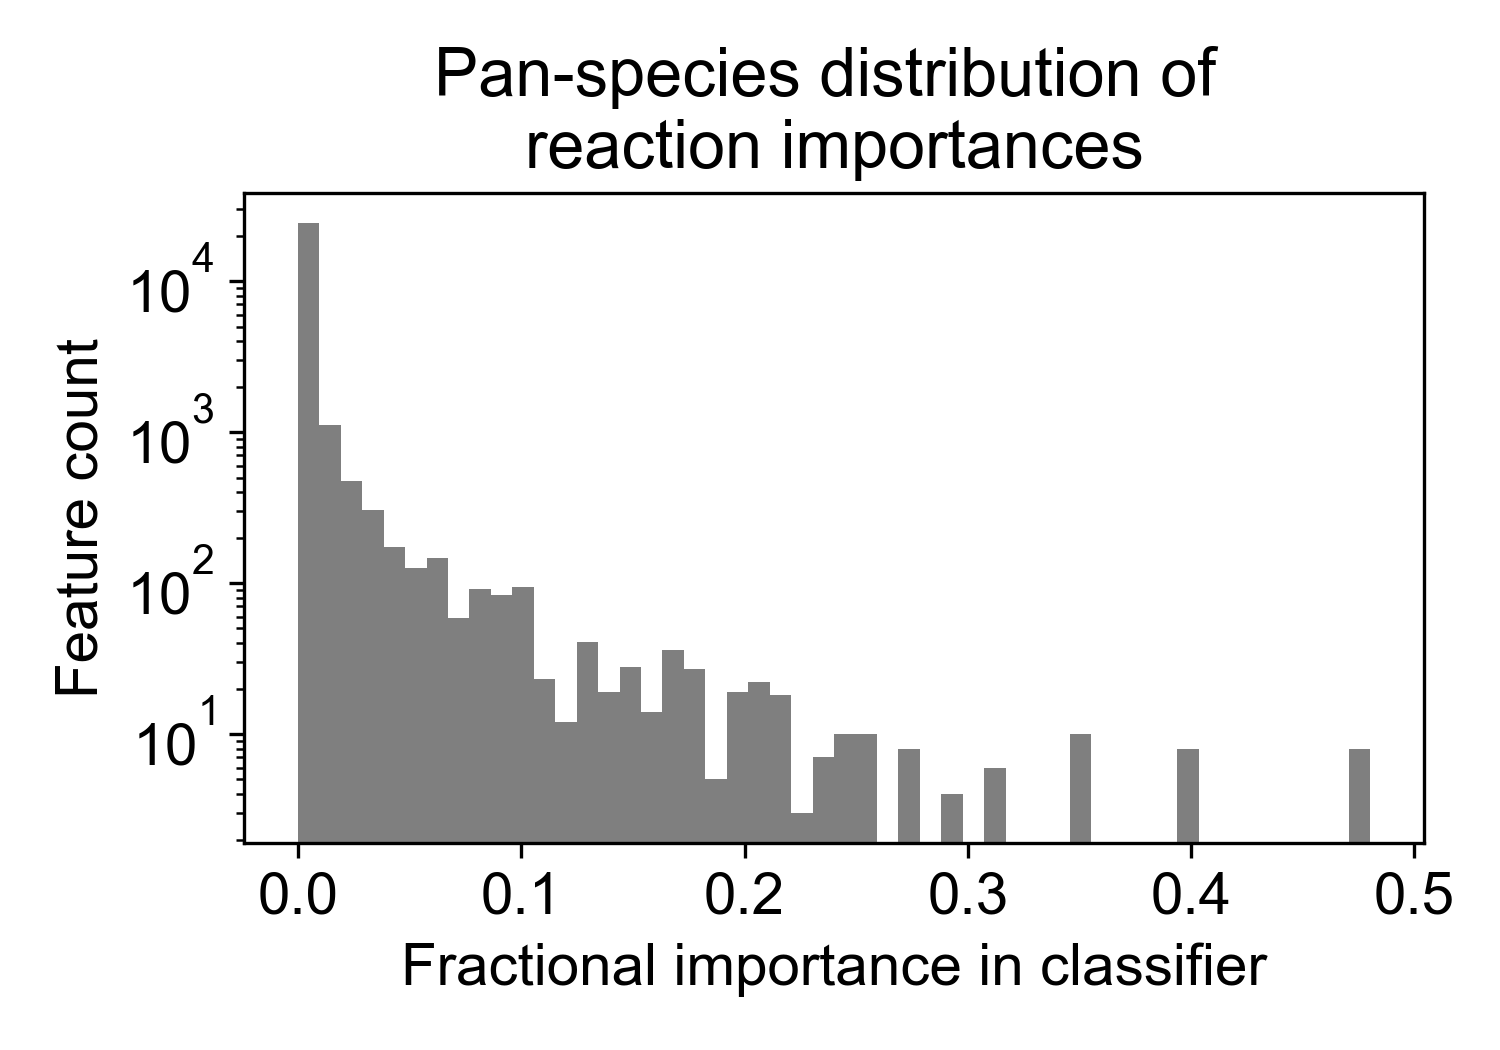 Pan-species distribution of
reaction importances
Feature count
10^4
10^3
10^2
10^1
0.0 0.1 0.2 0.3 0.4 0.5
Fractional importance in classifier